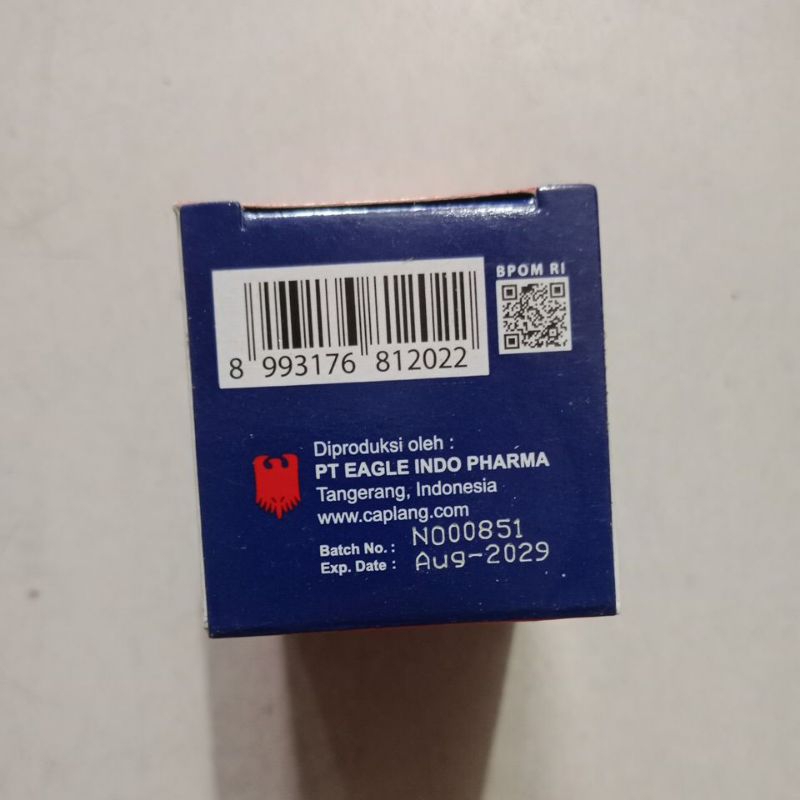 BPOM RI
8 993176 812022
Diproduksi oleh :
PT EAGLE INDO PHARMA
Tangerang, Indonesia
www.caplang.com
Batch No. : N000851
Exp. Date : Aug-2029